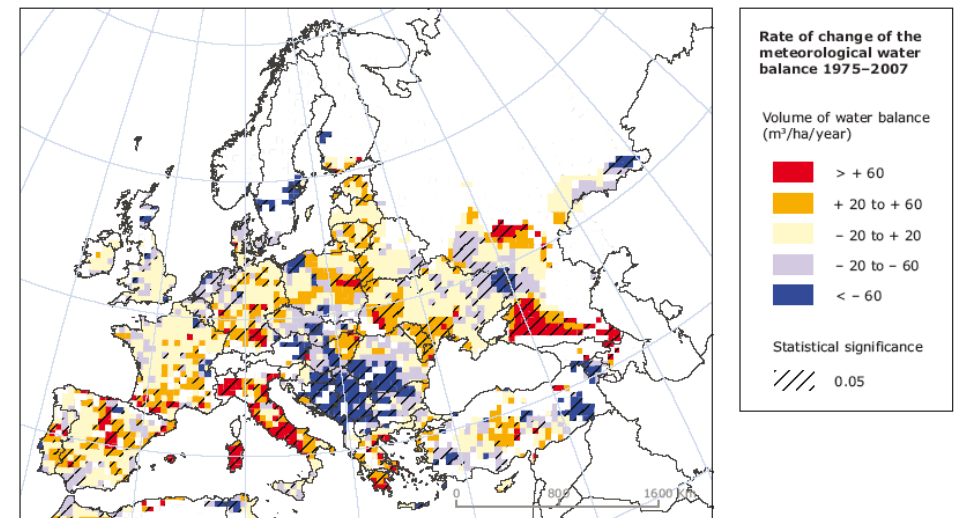 Rate of change of the
meteorological water
balance 1975–2007
Volume of water balance
(m³/ha/year)
> + 60
+ 20 to + 60
– 20 to + 20
– 20 to – 60
< – 60
Statistical significance
0.05
0 800 1600 Km